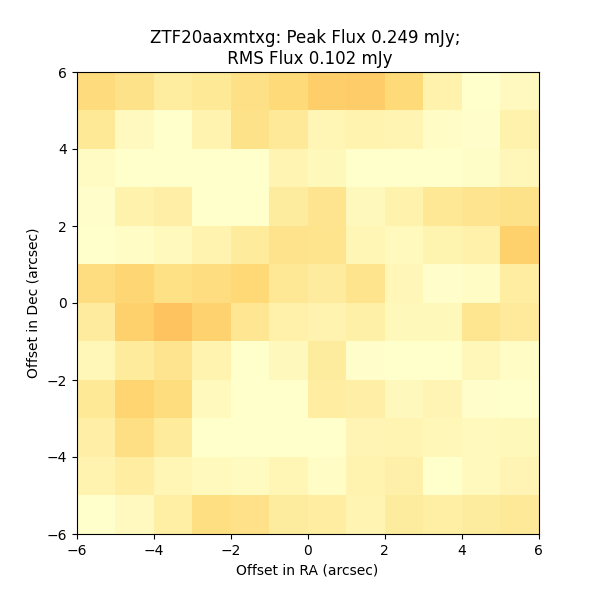 ZTF20aaxmtxg: Peak Flux 0.249 mJy;
RMS Flux 0.102 mJy
6
4
2
0
−2
−4
−6
Offset in Dec (arcsec)
−6 −4 −2 0 2 4 6
Offset in RA (arcsec)